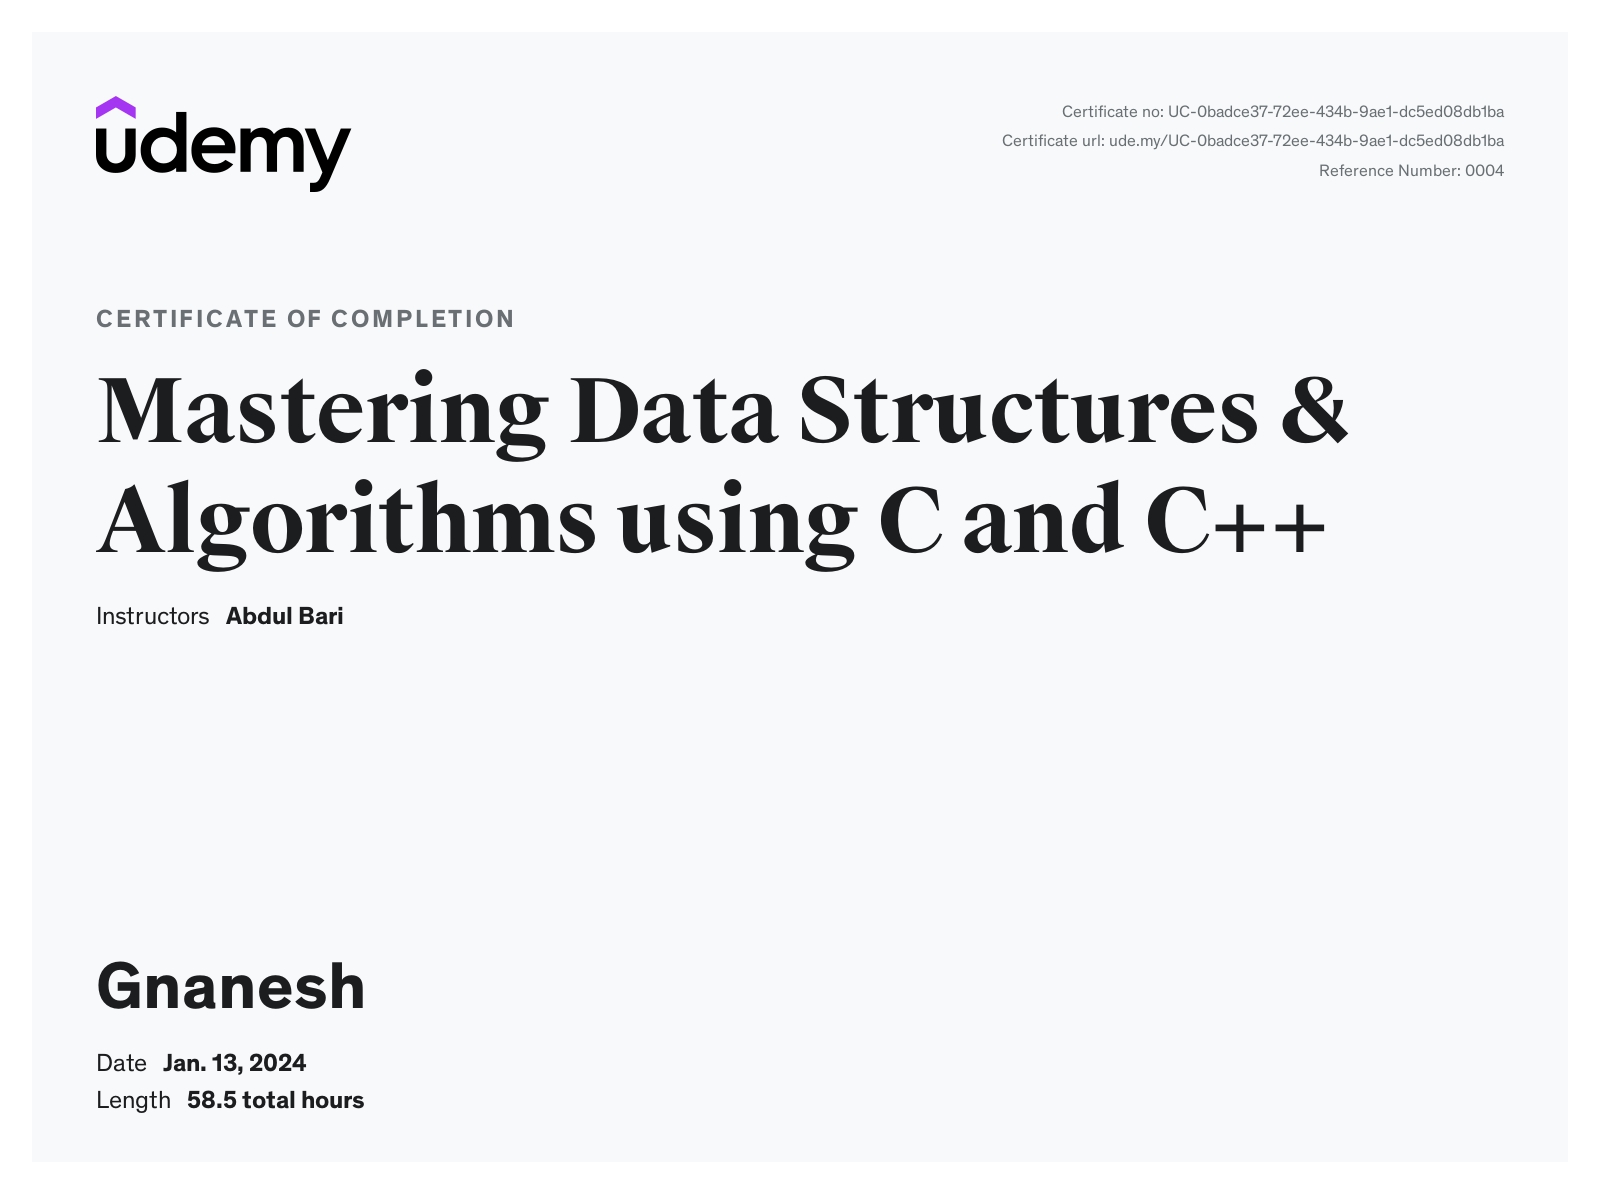 udemy
Certificate no: UC-0badce37-72ee-434b-9ae1-dc5ed08db1ba
Certificate url: ude.my/UC-0badce37-72ee-434b-9ae1-dc5ed08db1ba
Reference Number: 0004
CERTIFICATE OF COMPLETION
Mastering Data Structures &
Algorithms using C and C++
Instructors Abdul Bari
Gnanesh
Date Jan. 13, 2024
Length 58.5 total hours